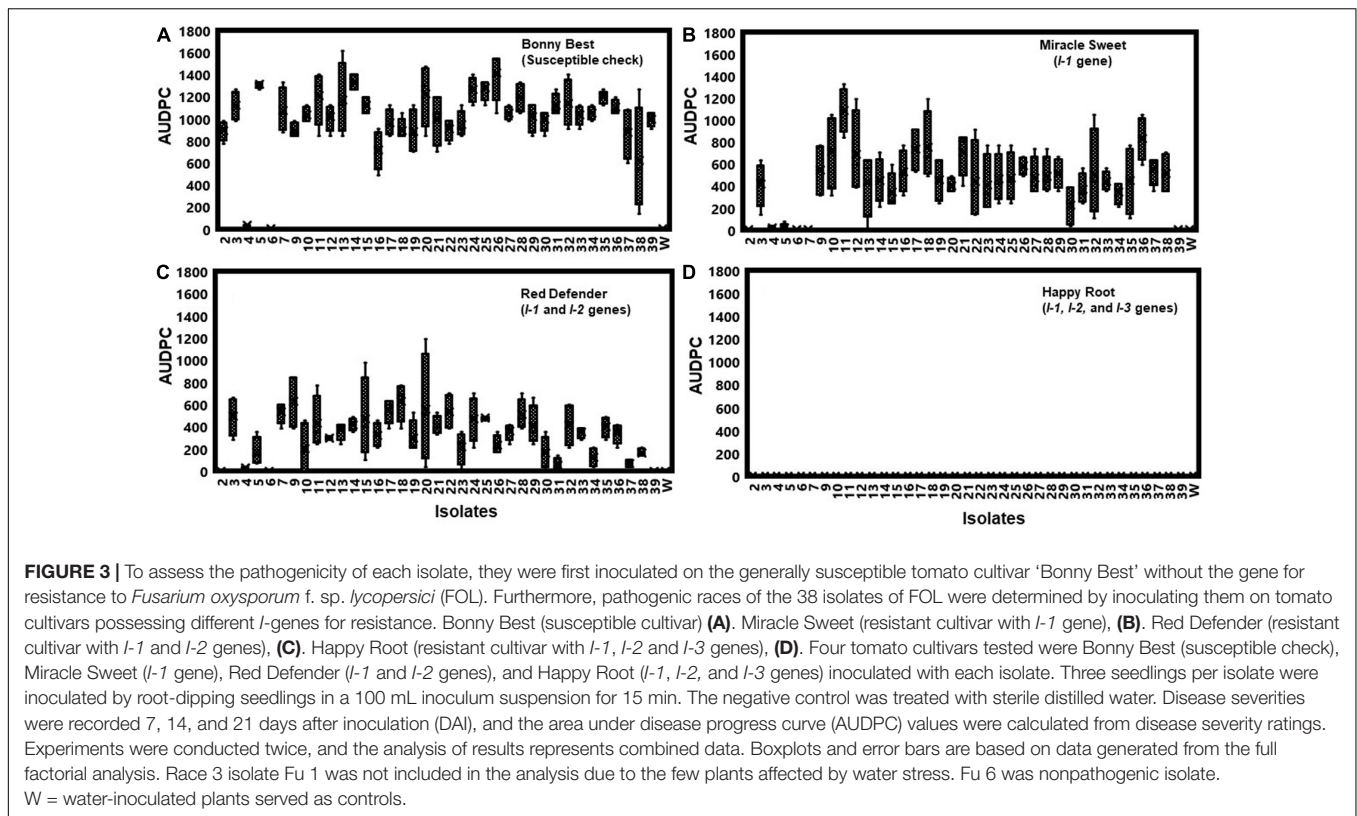 A
Bonny Best
(Susceptible check)
AUDPC
1800
1600
1400
1200
1000
800
600
400
200
0
2 3 4 5 6 7 9 10 11 12 13 14 15 16 17 18 19 20 21 22 23 24 25 26 27 28 29 30 31 32 33 34 35 36 37 38 39 W
B
Miracle Sweet
(I-1 gene)
AUDPC
1800
1600
1400
1200
1000
800
600
400
200
0
2 3 4 5 6 7 9 10 11 12 13 14 15 16 17 18 19 20 21 22 23 24 25 26 27 28 29 30 31 32 33 34 35 36 37 38 39 W
C
Red Defender
(I-1 and I-2 genes)
AUDPC
1800
1600
1400
1200
1000
800
600
400
200
0
2 3 4 5 6 7 9 10 11 12 13 14 15 16 17 18 19 20 21 22 23 24 25 26 27 28 29 30 31 32 33 34 35 36 37 38 39 W
Isolates
D
Happy Root
(I-1, I-2, and I-3 genes)
AUDPC
1800
1600
1400
1200
1000
800
600
400
200
0
2 3 4 5 6 7 9 10 11 12 13 14 15 16 17 18 19 20 21 22 23 24 25 26 27 28 29 30 31 32 33 34 35 36 37 38 39 W
Isolates
FIGURE 3 | To assess the pathogenicity of each isolate, they were first inoculated on the generally susceptible tomato cultivar ‘Bonny Best’ without the gene for
resistance to Fusarium oxysporum f. sp. lycopersici (FOL). Furthermore, pathogenic races of the 38 isolates of FOL were determined by inoculating them on tomato
cultivars possessing different I-genes for resistance. Bonny Best (susceptible cultivar) (A). Miracle Sweet (resistant cultivar with I-1 gene), (B). Red Defender (resistant
cultivar with I-1 and I-2 genes), (C). Happy Root (resistant cultivar with I-1, I-2 and I-3 genes), (D). Four tomato cultivars tested were Bonny Best (susceptible check),
Miracle Sweet (I-1 gene), Red Defender (I-1 and I-2 genes), and Happy Root (I-1, I-2, and I-3 genes) inoculated with each isolate. Three seedlings per isolate were
inoculated by root-dipping seedlings in a 100 mL inoculum suspension for 15 min. The negative control was treated with sterile distilled water. Disease severities
were recorded 7, 14, and 21 days after inoculation (DAI), and the area under disease progress curve (AUDPC) values were calculated from disease severity ratings.
Experiments were conducted twice, and the analysis of results represents combined data. Boxplots and error bars are based on data generated from the full
factorial analysis. Race 3 isolate Fu 1 was not included in the analysis due to the few plants affected by water stress. Fu 6 was nonpathogenic isolate.
W = water-inoculated plants served as controls.